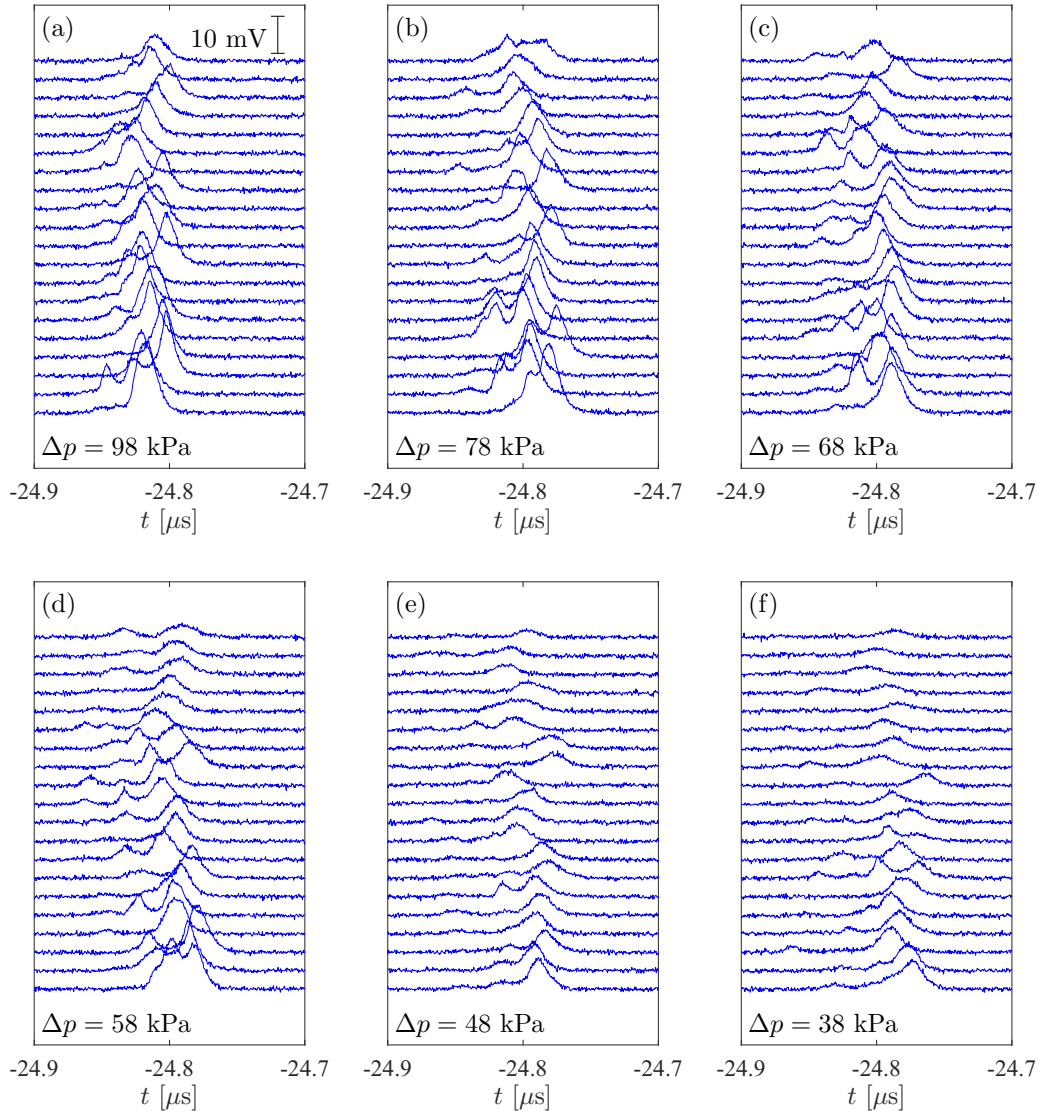 (a) 10 mV (b) (c)
Δp = 98 kPa Δp = 78 kPa Δp = 68 kPa
-24.9 -24.8 -24.7 -24.9 -24.8 -24.7 -24.9 -24.8 -24.7
t [μs] t [μs] t [μs]
(d) (e) (f)
Δp = 58 kPa Δp = 48 kPa Δp = 38 kPa
-24.9 -24.8 -24.7 -24.9 -24.8 -24.7 -24.9 -24.8 -24.7
t [μs] t [μs] t [μs]